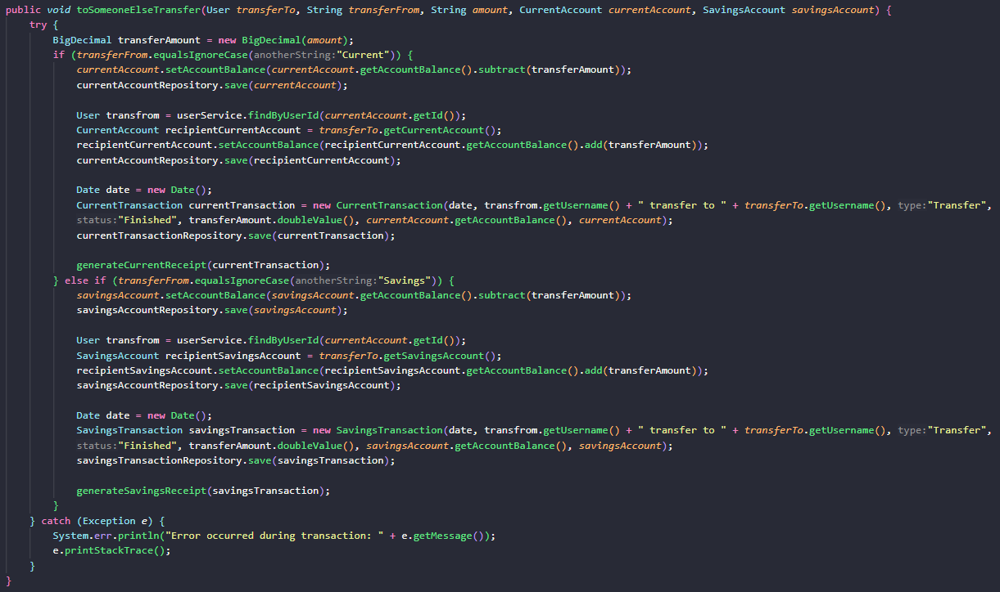 public void toSomeoneElseTransfer(User transferTo, String transferFrom, String amount, CurrentAccount currentAccount, SavingsAccount savingsAccount) {
try {
BigDecimal transferAmount = new BigDecimal(amount);
if (transferFrom.equalsIgnoreCase(anotherString:"Current")) {
currentAccount.setAccountBalance(currentAccount.getAccountBalance().subtract(transferAmount));
currentAccountRepository.save(currentAccount);
User transfrom = userService.findByUserId(currentAccount.getId());
CurrentAccount recipientCurrentAccount = transferTo.getCurrentAccount();
recipientCurrentAccount.setAccountBalance(recipientCurrentAccount.getAccountBalance().add(transferAmount));
currentAccountRepository.save(recipientCurrentAccount);
Date date = new Date();
CurrentTransaction currentTransaction = new CurrentTransaction(date, transfrom.getUsername() + " transfer to " + transferTo.getUsername(), type:"Transfer",
status:"Finished", transferAmount.doubleValue(), currentAccount.getAccountBalance(), currentAccount);
currentTransactionRepository.save(currentTransaction);
generateCurrentReceipt(currentTransaction);
} else if (transferFrom.equalsIgnoreCase(anotherString:"Savings")) {
savingsAccount.setAccountBalance(savingsAccount.getAccountBalance().subtract(transferAmount));
savingsAccountRepository.save(savingsAccount);
User transfrom = userService.findByUserId(currentAccount.getId());
SavingsAccount recipientSavingsAccount = transferTo.getSavingsAccount();
recipientSavingsAccount.setAccountBalance(recipientSavingsAccount.getAccountBalance().add(transferAmount));
savingsAccountRepository.save(recipientSavingsAccount);
Date date = new Date();
SavingsTransaction savingsTransaction = new SavingsTransaction(date, transfrom.getUsername() + " transfer to " + transferTo.getUsername(), type:"Transfer",
status:"Finished", transferAmount.doubleValue(), savingsAccount.getAccountBalance(), savingsAccount);
savingsTransactionRepository.save(savingsTransaction);
generateSavingsReceipt(savingsTransaction);
}
} catch (Exception e) {
System.err.println("Error occurred during transaction: " + e.getMessage());
e.printStackTrace();
}
}